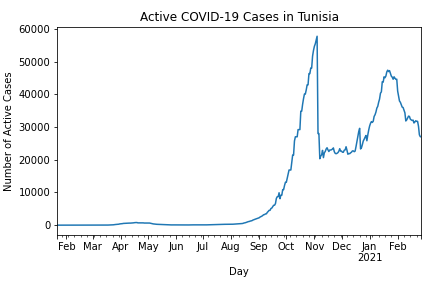 Active COVID-19 Cases in Tunisia
60000
50000
40000
30000
20000
10000
0
Number of Active Cases
Feb Mar Apr May Jun Jul Aug Sep Oct Nov Dec Jan Feb
2021
Day